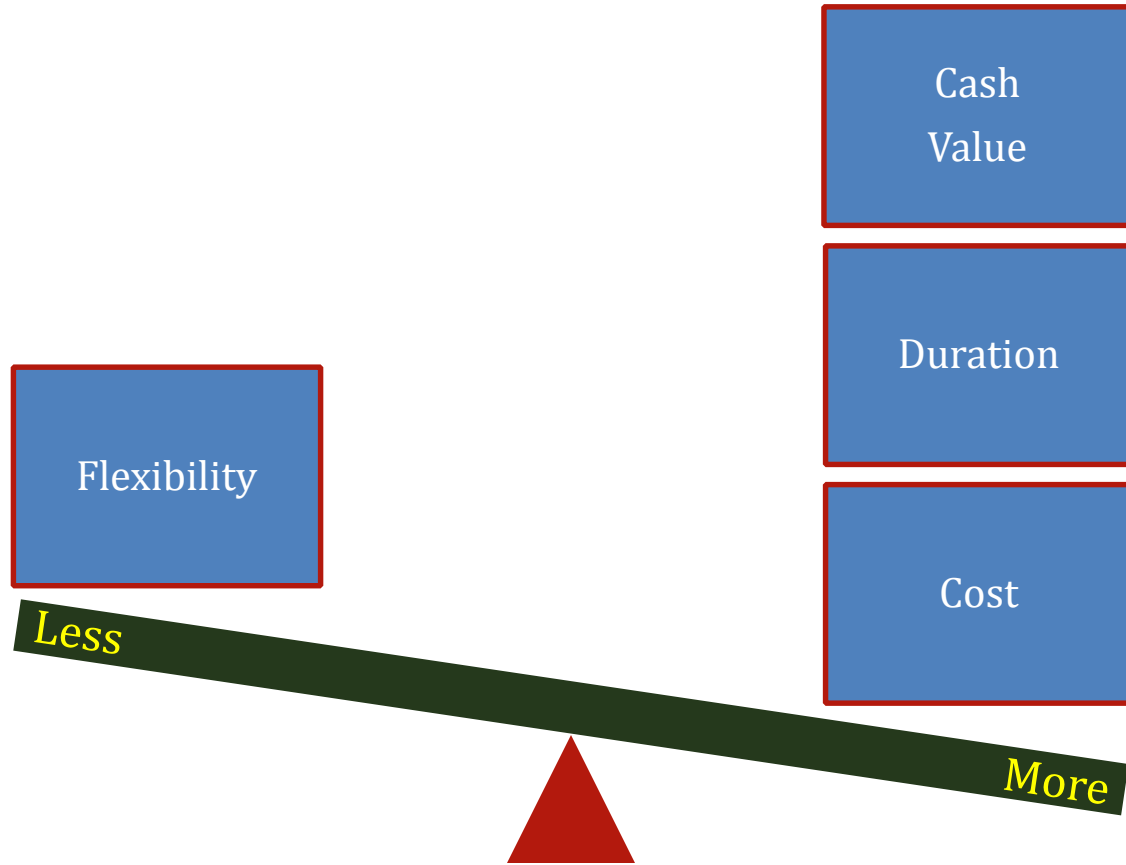 Cash
Value
Duration
Flexibility
Cost
Less
More